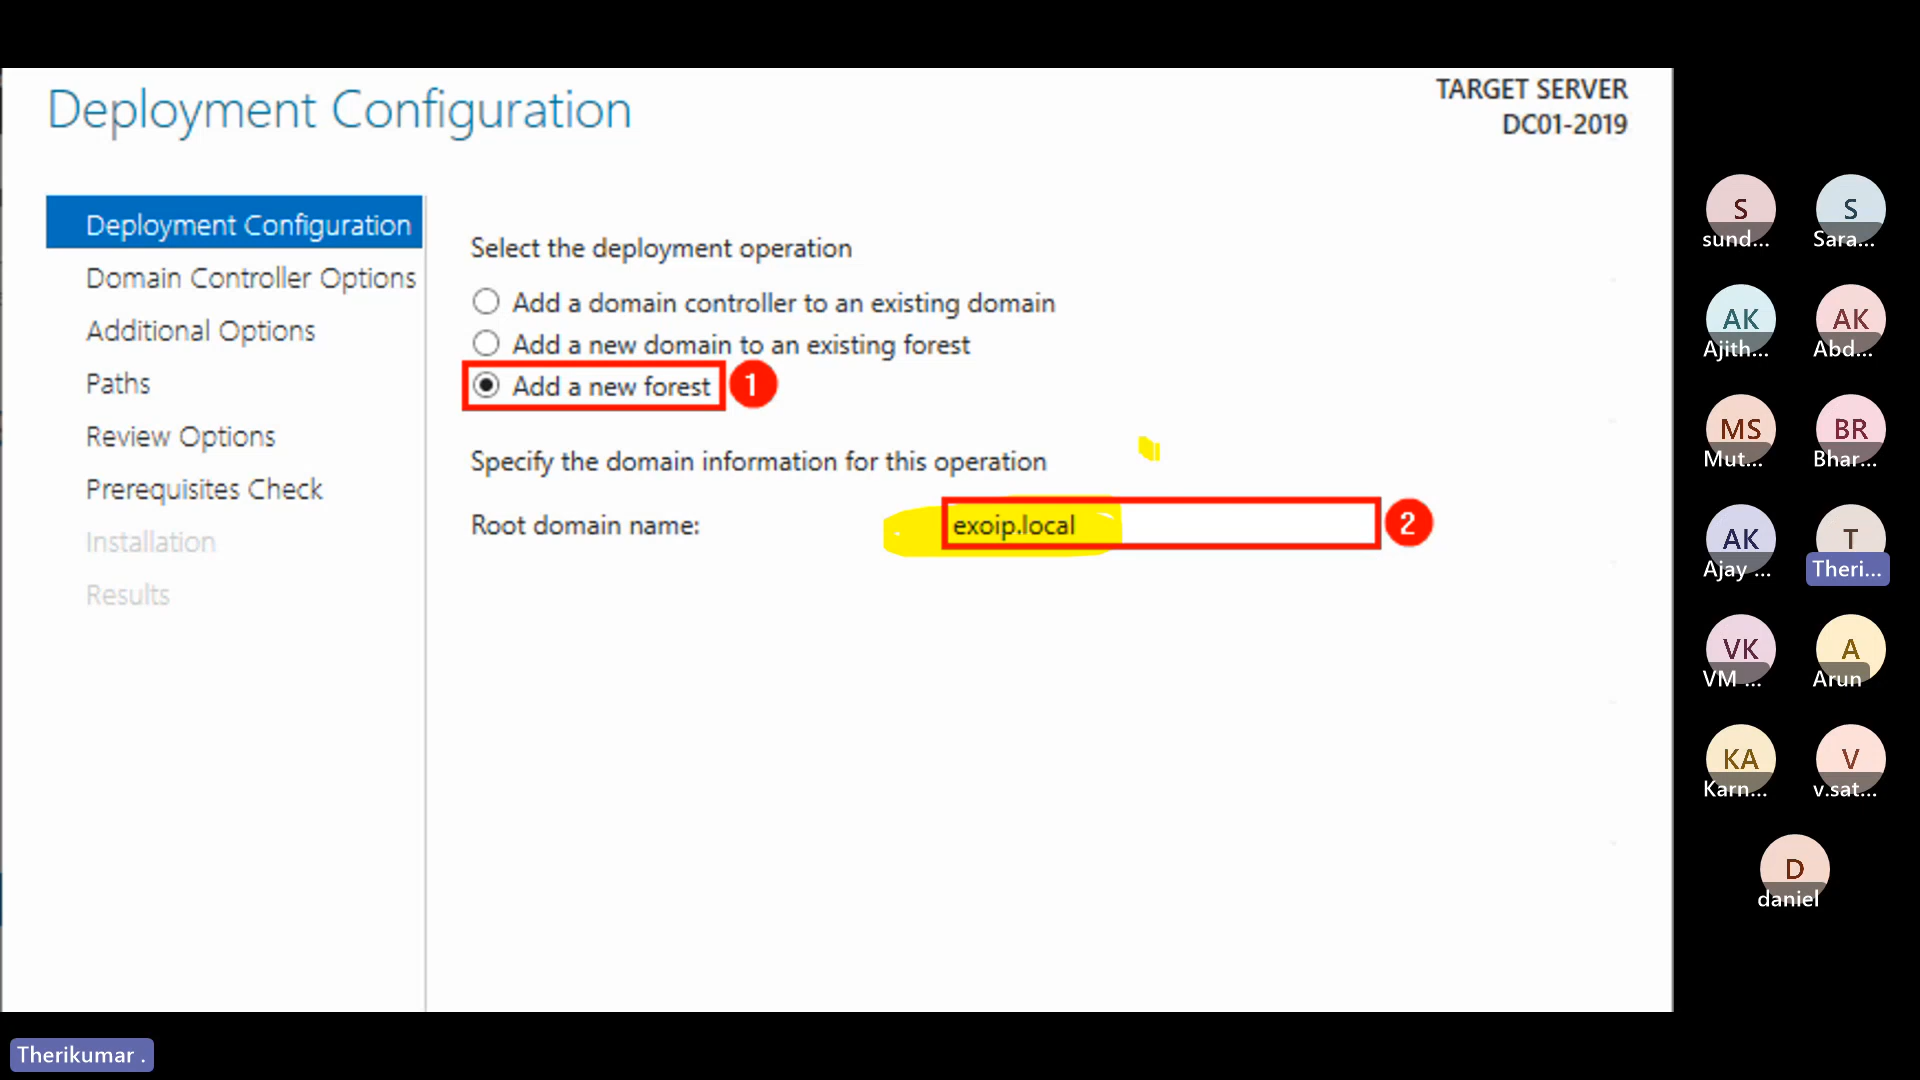 Deployment Configuration
TARGET SERVER
DC01-2019
Deployment Configuration
Domain Controller Options
Additional Options
Paths
Review Options
Prerequisites Check
Installation
Results
Select the deployment operation
Add a domain controller to an existing domain
Add a new domain to an existing forest
Add a new forest
1
Specify the domain information for this operation
Root domain name:
exoip.local
2
S
sund...
S
Sara...
AK
Ajith...
AK
Abd...
MS
Mut...
BR
Bhar...
AK
Ajay ...
T
Theri...
VK
VM ...
A
Arun
KA
Karn...
V
v.sat...
D
daniel
Therikumar .